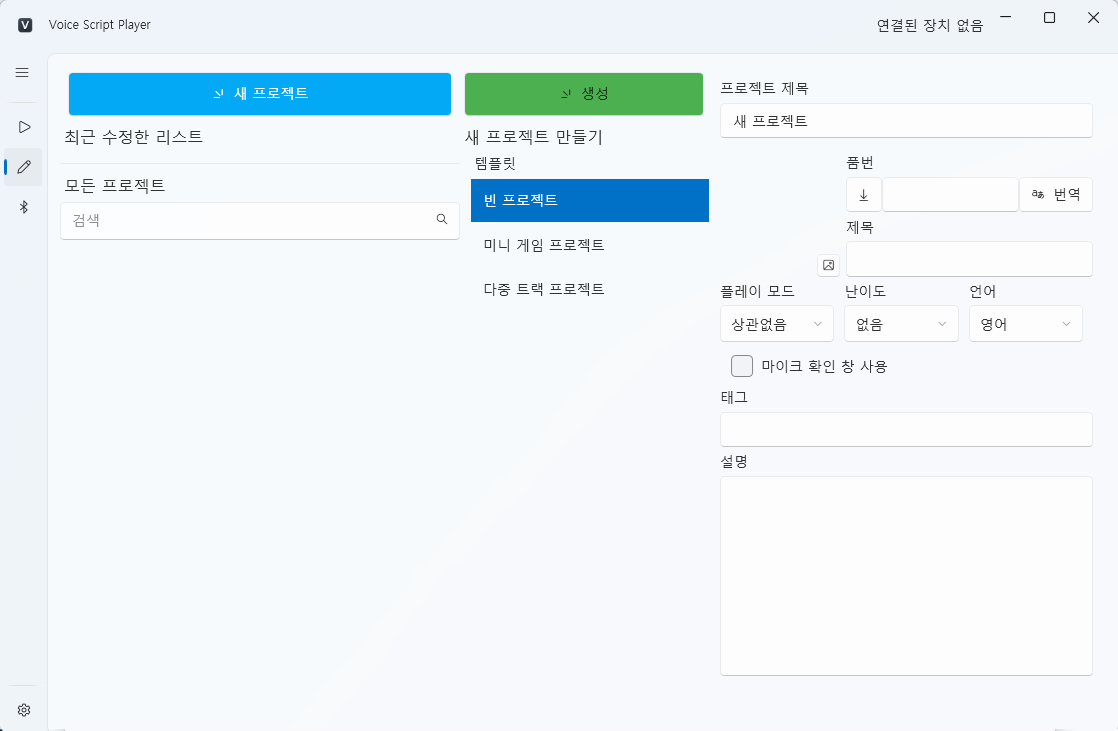 Voice Script Player
연결된 장치 없음
새 프로젝트
최근 수정한 리스트
모든 프로젝트
검색
생성
새 프로젝트 만들기
템플릿
빈 프로젝트
미니 게임 프로젝트
다중 트랙 프로젝트
프로젝트 제목
새 프로젝트
품번
번역
제목
플레이 모드 난이도 언어
상관없음 없음 영어
마이크 확인 창 사용
태그
설명